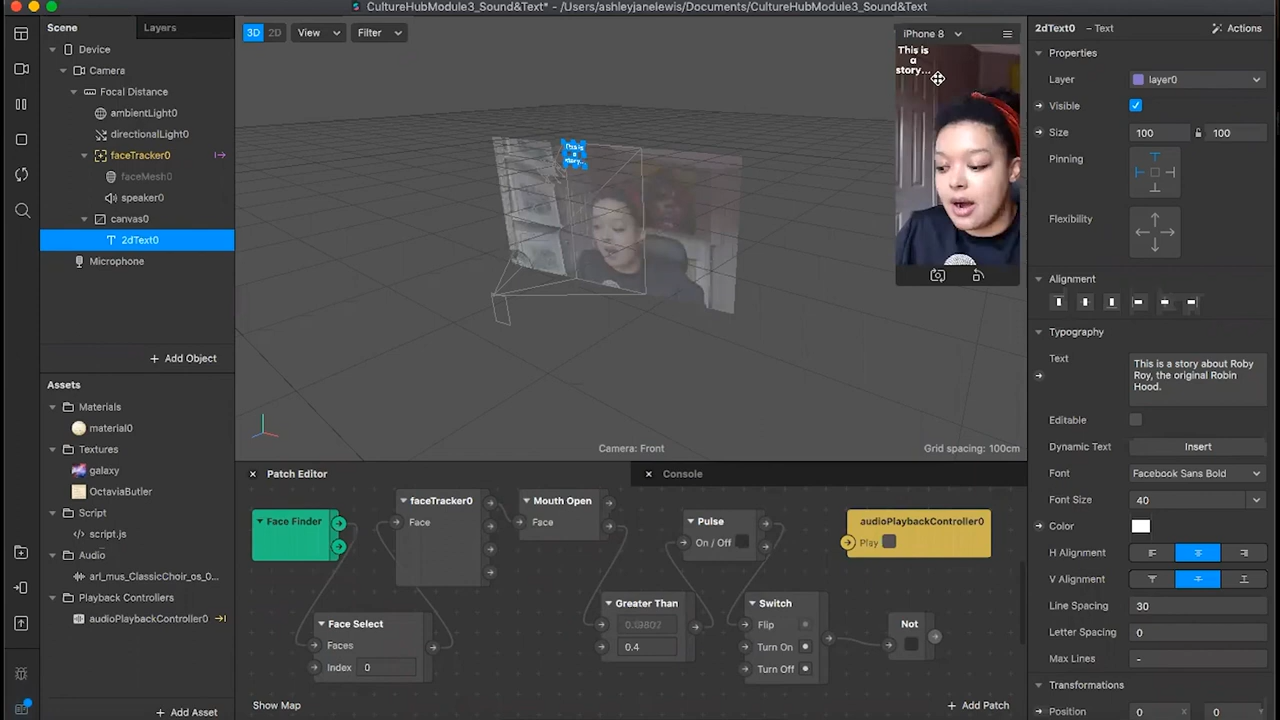 CultureHubModule3_Sound&Text* - /Users/ashleyjanelewis/Documents/CultureHubModule3_Sound&Text
Scene
Layers
Device
Camera
Focal Distance
ambientLight0
directionalLight0
faceTracker0
faceMesh0
speaker0
canvas0
2dText0
Microphone
Add Object
Assets
Materials
material0
Textures
galaxy
OctaviaButler
Script
script.js
Audio
arl_mus_ClassicChoir_os_0...
Playback Controllers
audioPlaybackController0
Add Asset
3D 2D View Filter
This is
a
story...
Camera: Front
Grid spacing: 100cm
iPhone 8
This is
a
story...
Patch Editor
Console
Face Finder
faceTracker0
Face
Mouth Open
Face
Pulse
On / Off
audioPlaybackController0
Play
Face Select
Faces
Index 0
Greater Than
0.4
Switch
Flip
Turn On
Turn Off
Not
Show Map
Add Patch
2dText0 – Text
Actions
Properties
Layer layer0
Visible
Size 100 100
Pinning
Flexibility
Alignment
Typography
Text
This is a story about Roby
Roy, the original Robin
Hood.
Editable
Dynamic Text Insert
Font Facebook Sans Bold
Font Size 40
Color
H Alignment
V Alignment
Line Spacing 30
Letter Spacing 0
Max Lines -
Transformations
Position 0 X 0 Y